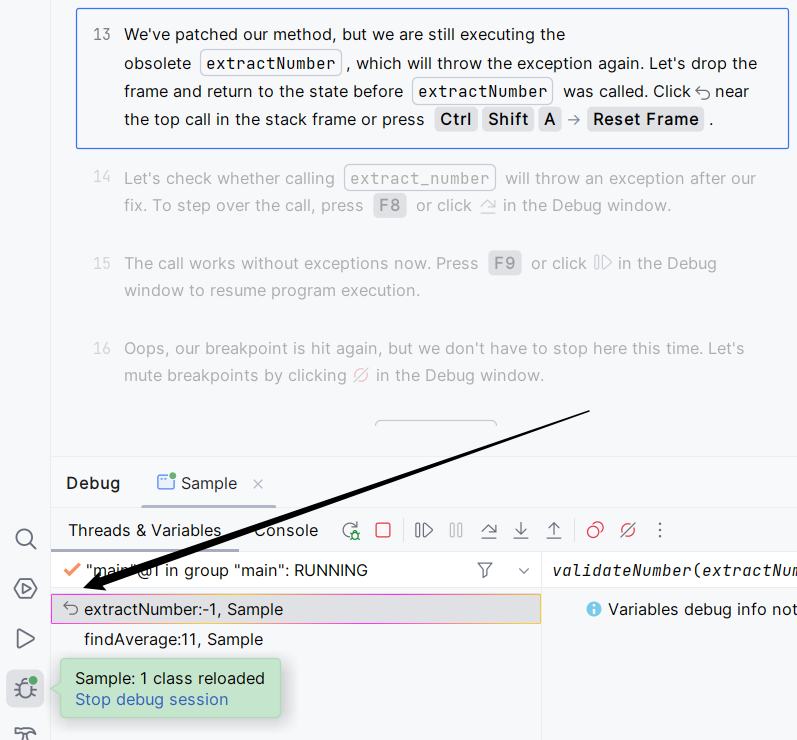 13 We've patched our method, but we are still executing the
obsolete extractNumber , which will throw the exception again. Let's drop the
frame and return to the state before extractNumber was called. Click near
the top call in the stack frame or press Ctrl Shift A → Reset Frame .
14 Let's check whether calling extract_number will throw an exception after our
fix. To step over the call, press F8 or click in the Debug window.
15 The call works without exceptions now. Press F9 or click in the Debug
window to resume program execution.
16 Oops, our breakpoint is hit again, but we don't have to stop here this time. Let's
mute breakpoints by clicking in the Debug window.
Debug Sample
Threads & Variables Console
"main"@1 in group "main": RUNNING
validateNumber(extractNum
extractNumber:-1, Sample
Variables debug info not
findAverage:11, Sample
Sample: 1 class reloaded
Stop debug session